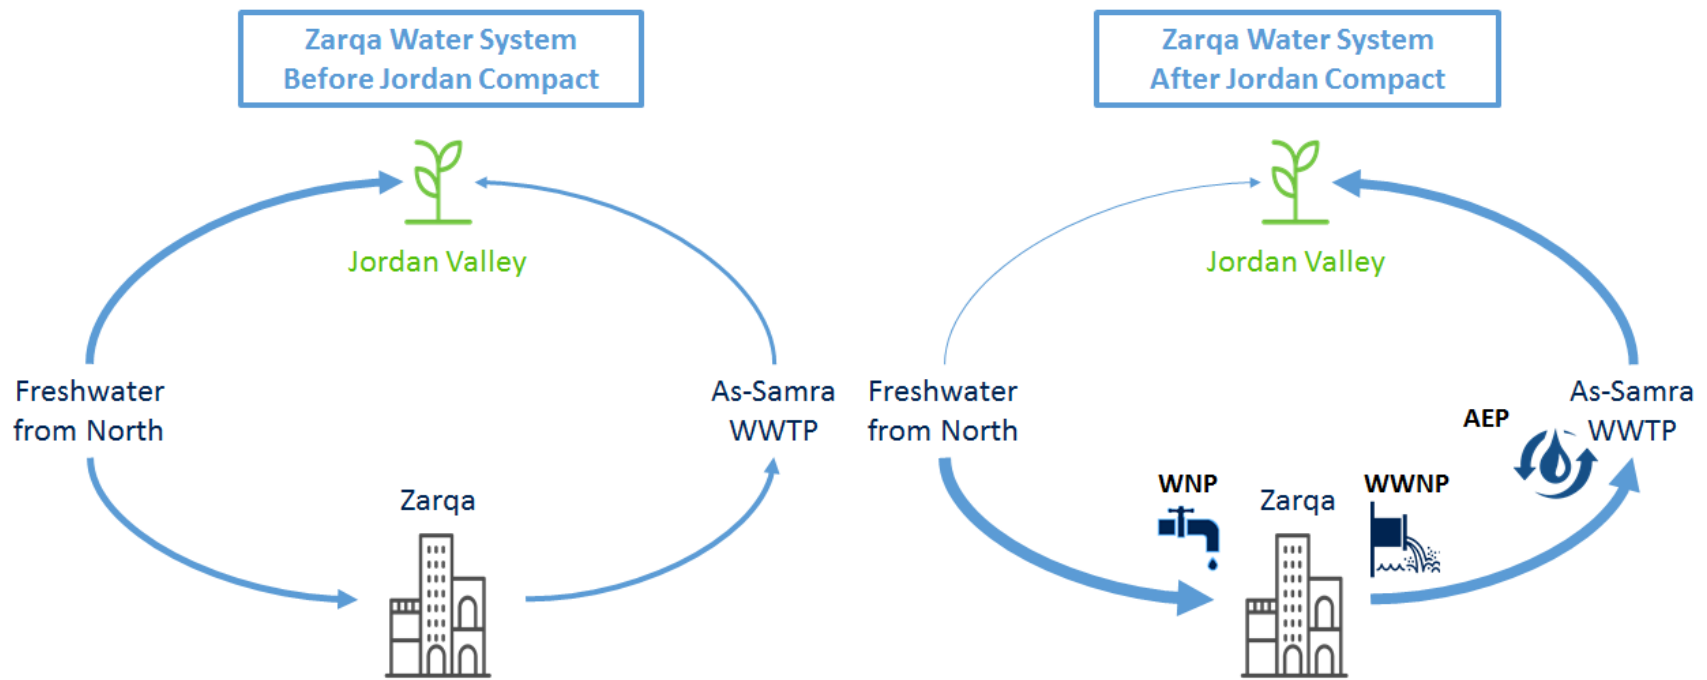 Zarqa Water System
Before Jordan Compact
Jordan Valley
Freshwater
from North
As-Samra
WWTP
Zarqa
Zarqa Water System
After Jordan Compact
Jordan Valley
Freshwater
from North
As-Samra
WWTP
AEP
WNP
Zarqa
WWNP